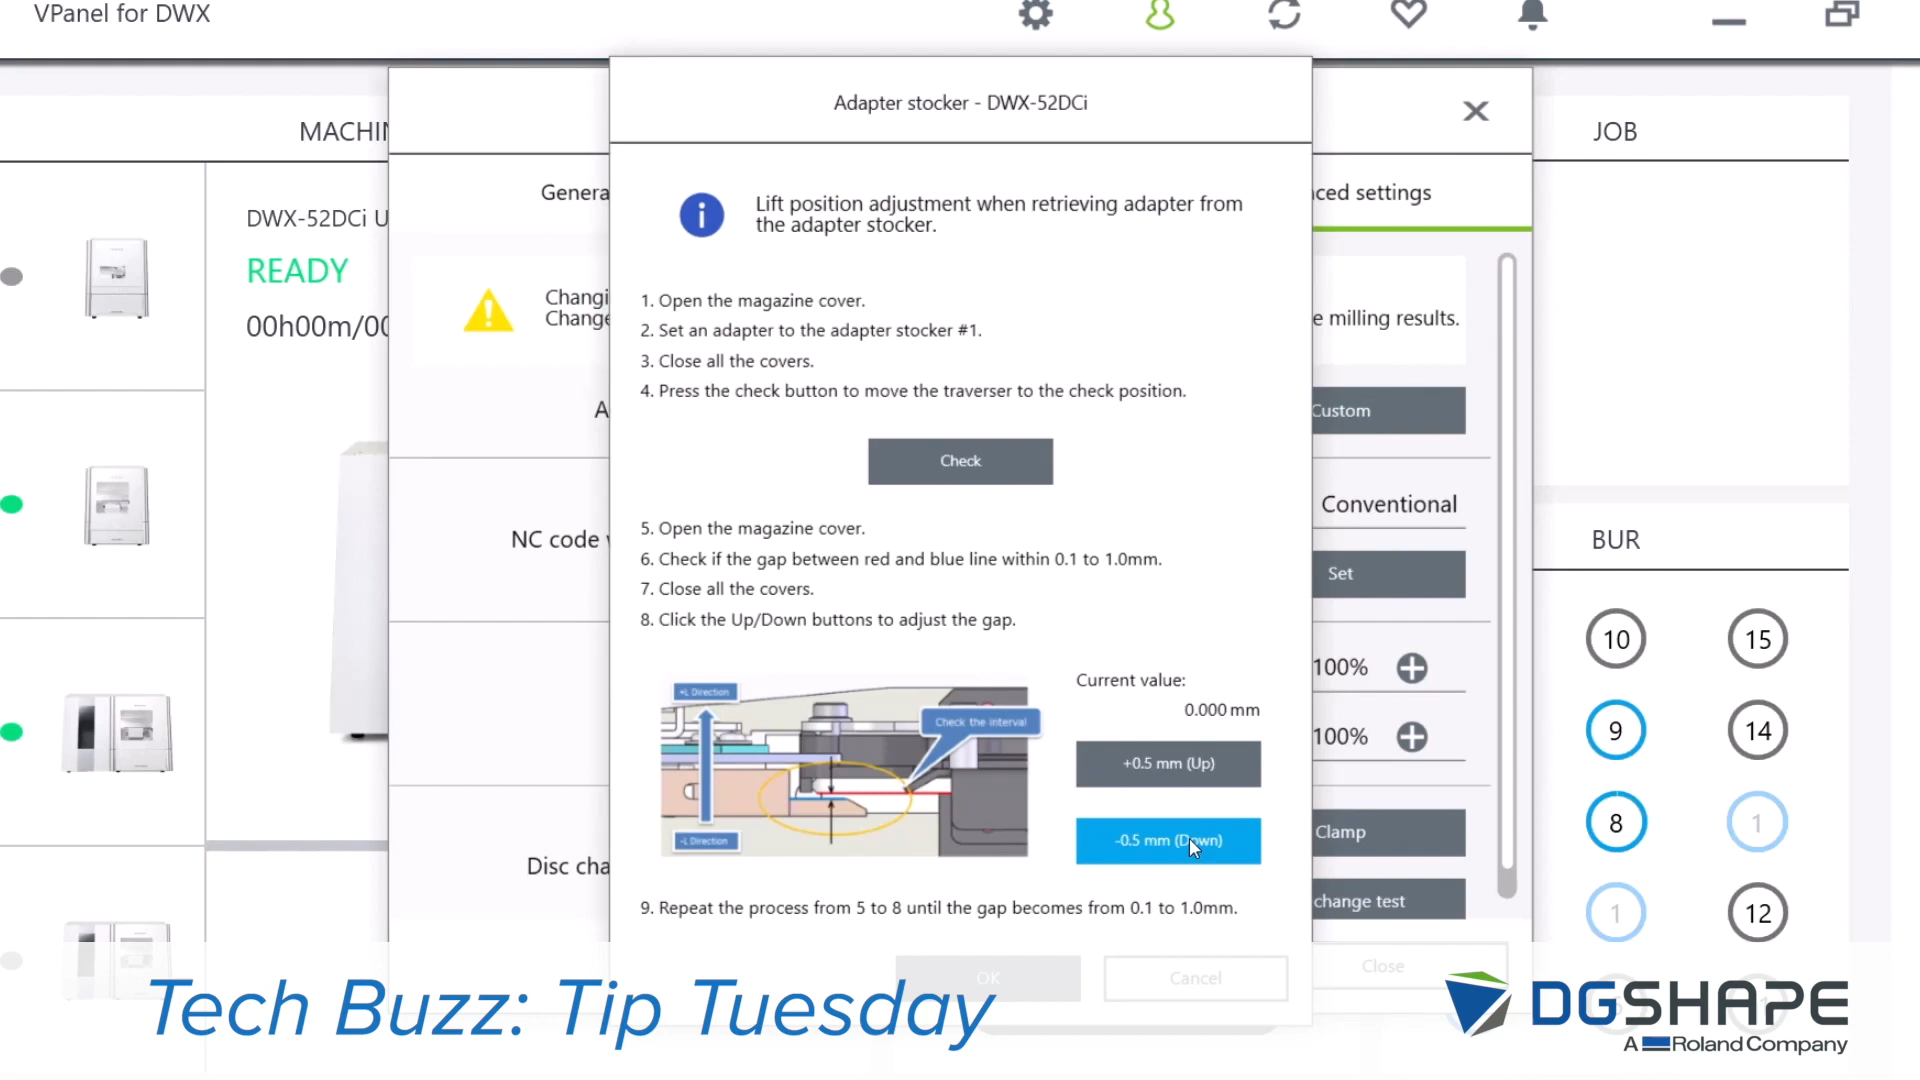 VPanel for DWX
MACHI
DWX-52DCi U
READY
00h00m/00
Genera
Changi
Change
NC code
Disc cha
Adapter stocker - DWX-52DCi
Lift position adjustment when retrieving adapter from
the adapter stocker.
1. Open the magazine cover.
2. Set an adapter to the adapter stocker #1.
3. Close all the covers.
4. Press the check button to move the traverser to the check position.
Check
5. Open the magazine cover.
6. Check if the gap between red and blue line within 0.1 to 1.0mm.
7. Close all the covers.
8. Click the Up/Down buttons to adjust the gap.
+L Direction
Check the interval
-L Direction
Current value:
0.000 mm
+0.5 mm (Up)
-0.5 mm (Down)
9. Repeat the process from 5 to 8 until the gap becomes from 0.1 to 1.0mm.
OK
Cancel
nced settings
e milling results.
Custom
Conventional
Set
100%
100%
Clamp
change test
Close
JOB
BUR
10 15
9 14
8 1
1 12
Tech Buzz: Tip Tuesday
DGSHAPE
A Roland Company